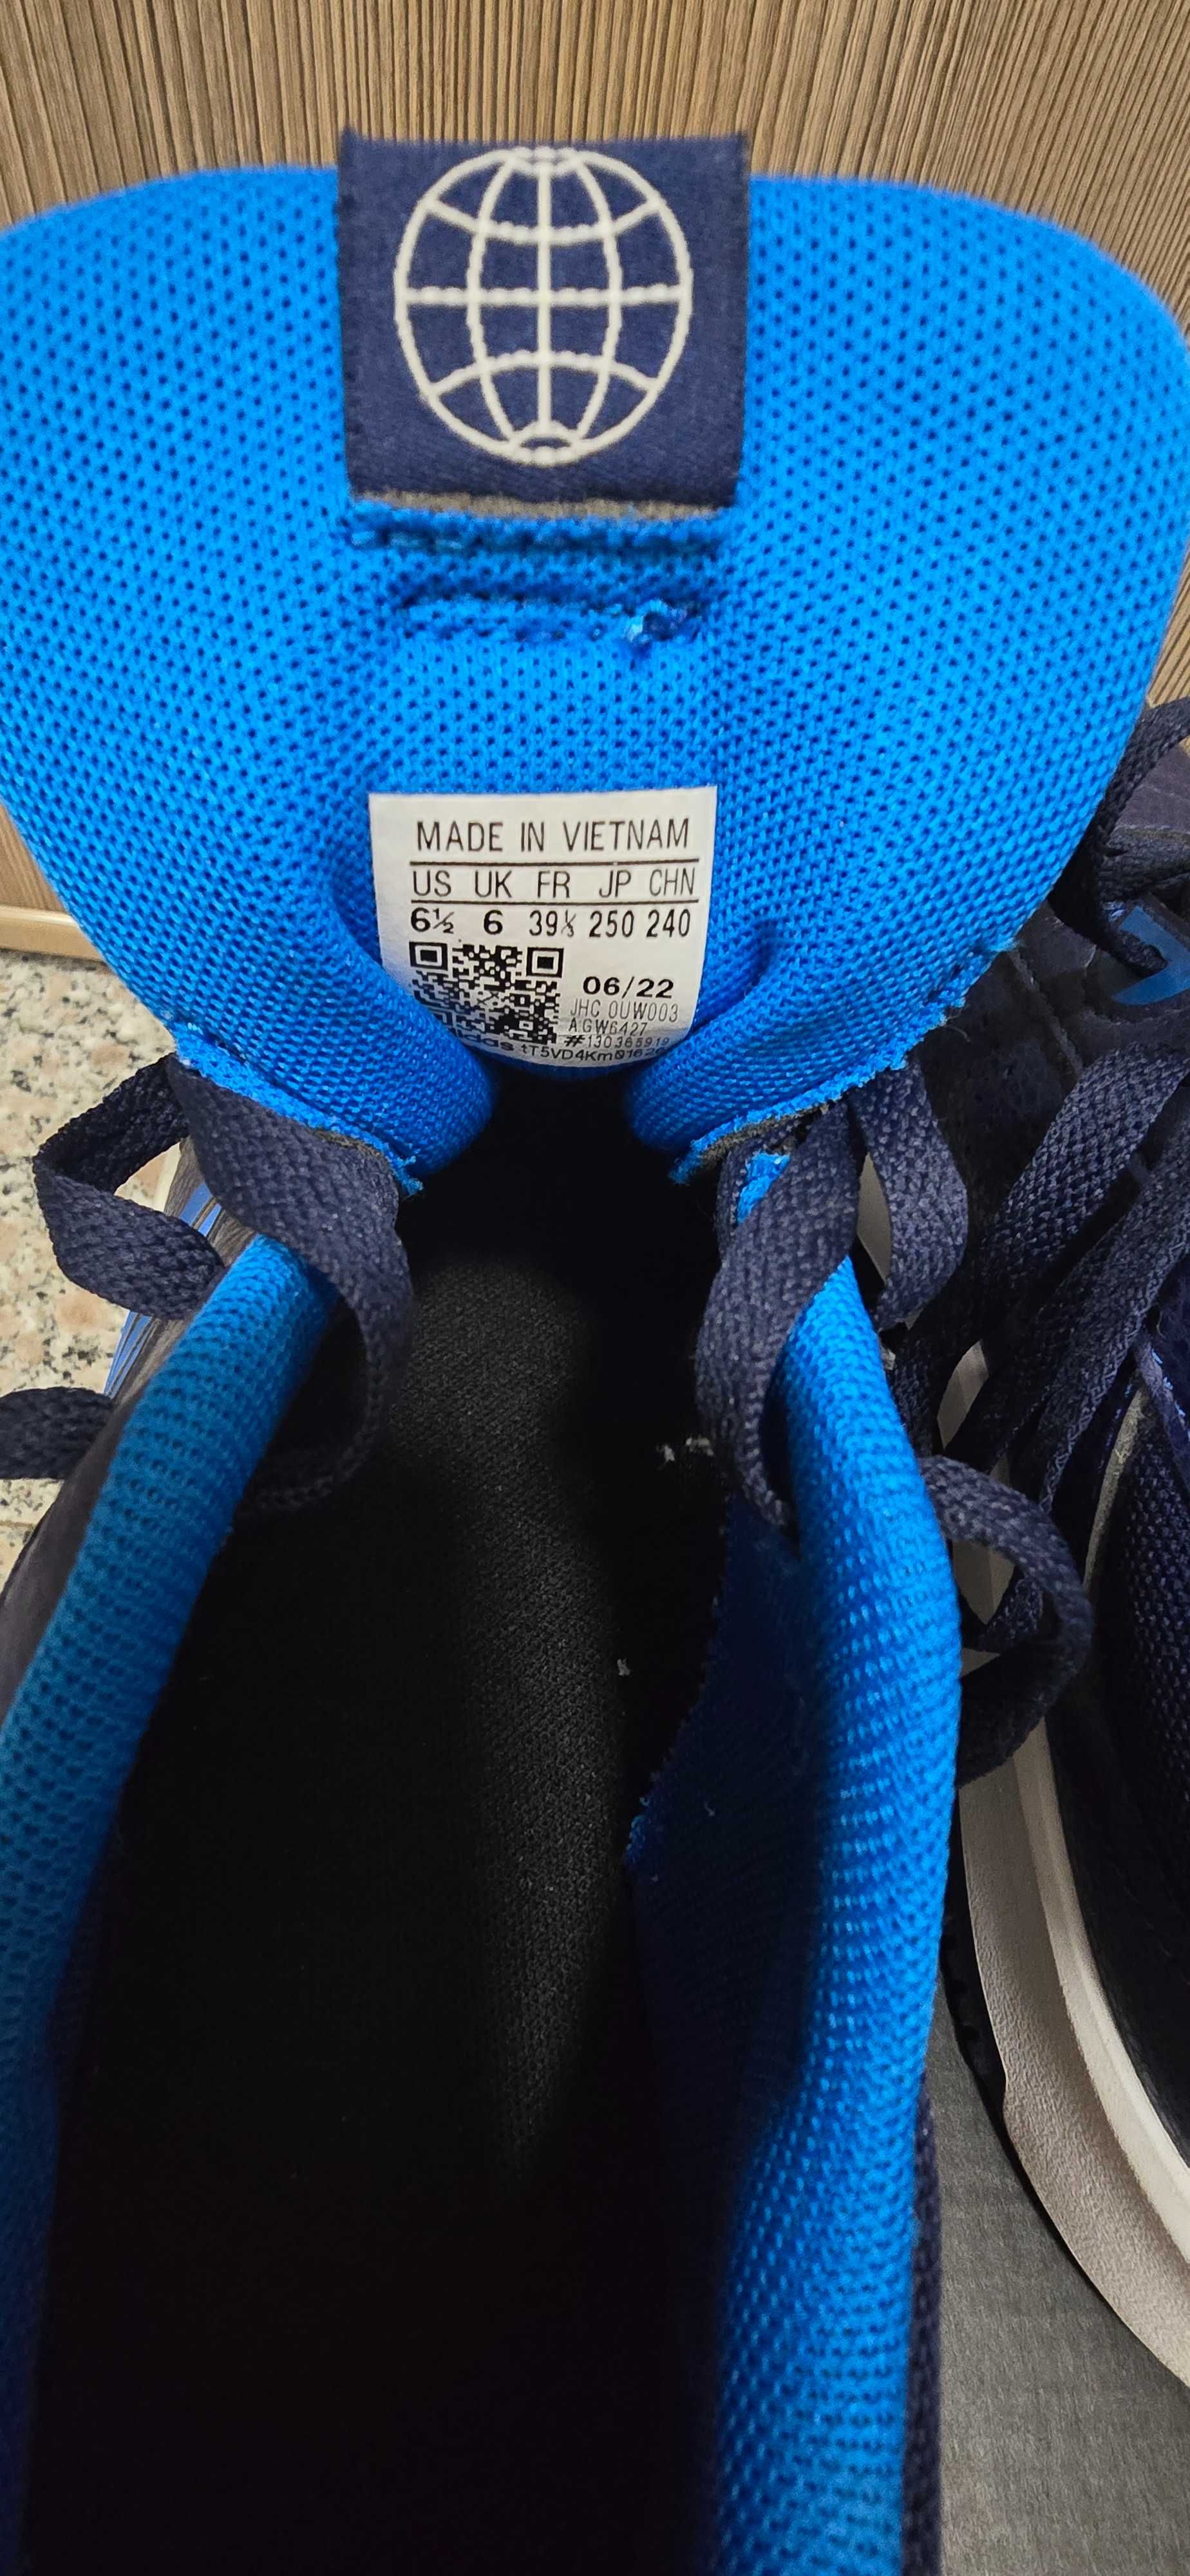 MADE IN VIETNAM
US UK FR JP CHN
6½ 6 39⅓ 250 240
06/22
JHC 0UW003
A.GW6427